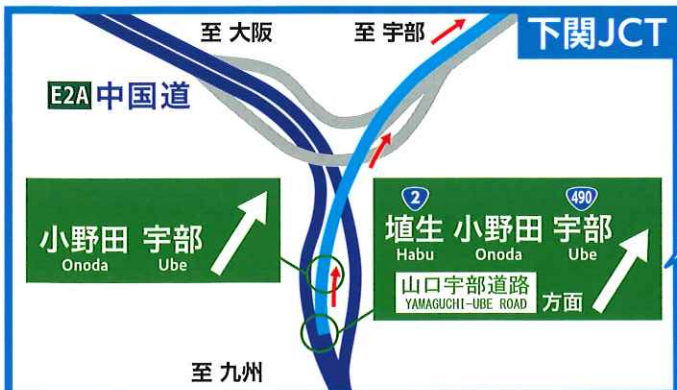 至 大阪
至 宇部
下関JCT
E2A 中国道
小野田 宇部
Onoda Ube
2 490
埴生 小野田 宇部
Habu Onoda Ube
山口宇部道路
YAMAGUCHI-UBE ROAD
方面
至 九州